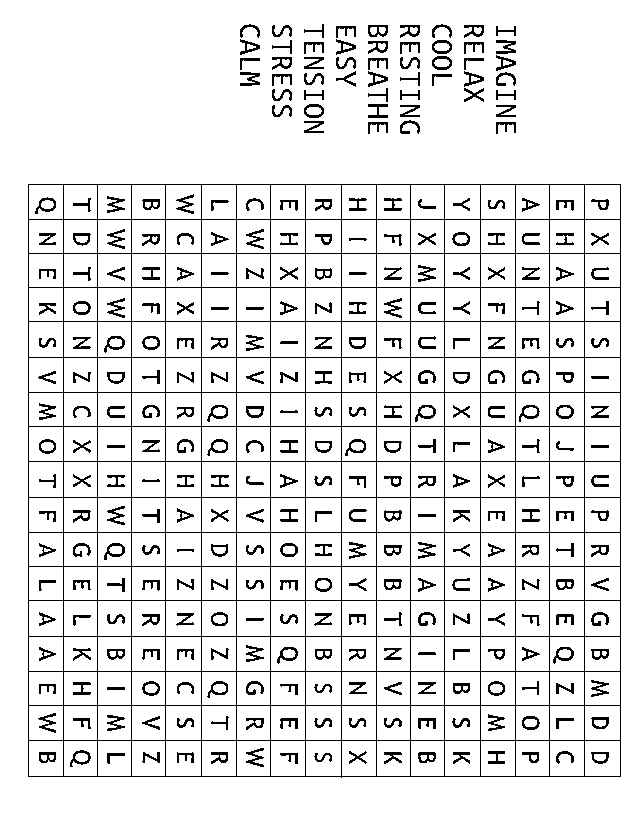 IMAGINE
RELAX
COOL
RESTING
BREATHE
EASY
TENSION
STRESS
CALM
P X U T S I N I U P R V G B M D D
E H A A S P O J P E T B E Q Z L C
A U N T E G Q T L H R Z F A T O P
S H X F N G U A X E A A Y P O M H
Y O Y Y L D X L A K Y U Z L B S K
J X M U U G Q T R I M A G I N E B
H F N W F X H D P B B B T N V S K
H I I H D E S Q F U M Y E R N S X
R P B Z N H S D S L H O N B S S S
E H X A I Z I H A H O E S Q F E F
C W Z I M V D C J V S S I M G R W
L A I I R Z Q Q H X D Z O Z Q T R
W C A X E Z R G H A I Z N E C S E
B R H F O T G N I T S E R E O V Z
M W V W Q D U I H W Q T S B I M L
T D T O N Z C X X R G E L K H F Q
Q N E K S V M O T F A L A A E W B